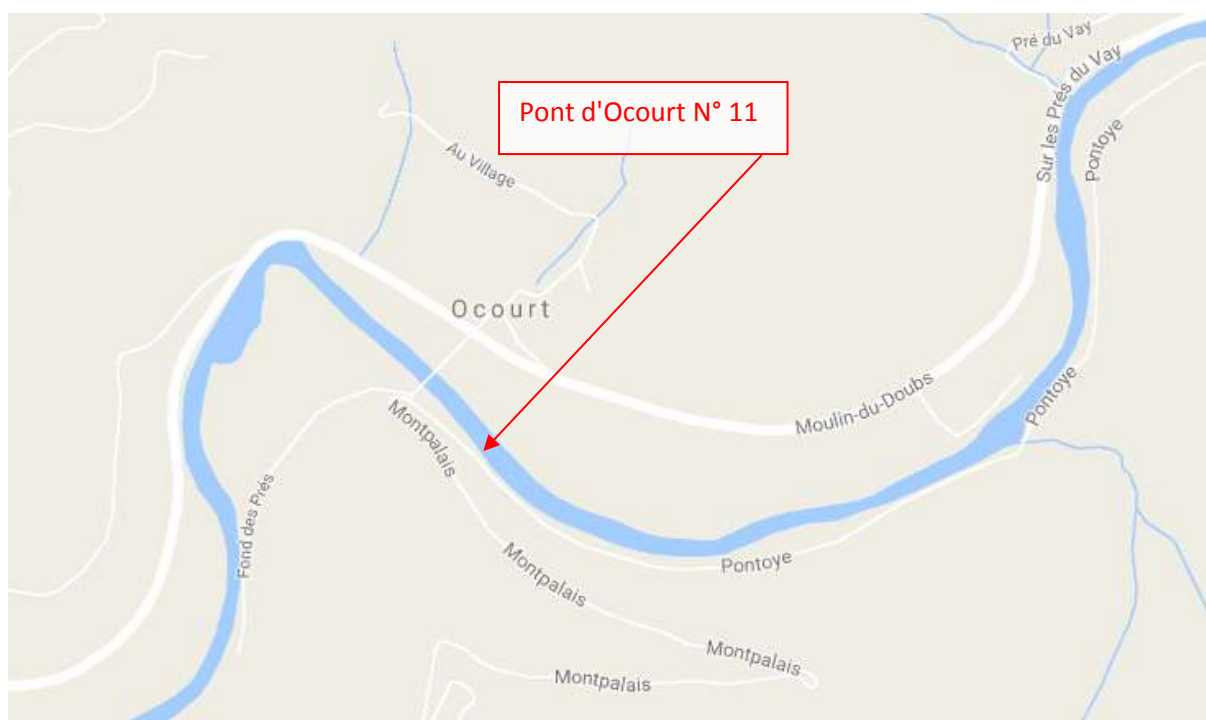 Pré du Vay
Sur les Prés du Vay
Pont d'Ocourt N° 11
Au Village
Pontoye
Ocourt
Moulin-du-Doubs
Pontoye
Montpalais
Fond des Prés
Montpalais
Pontoye
Montpalais
Montpalais